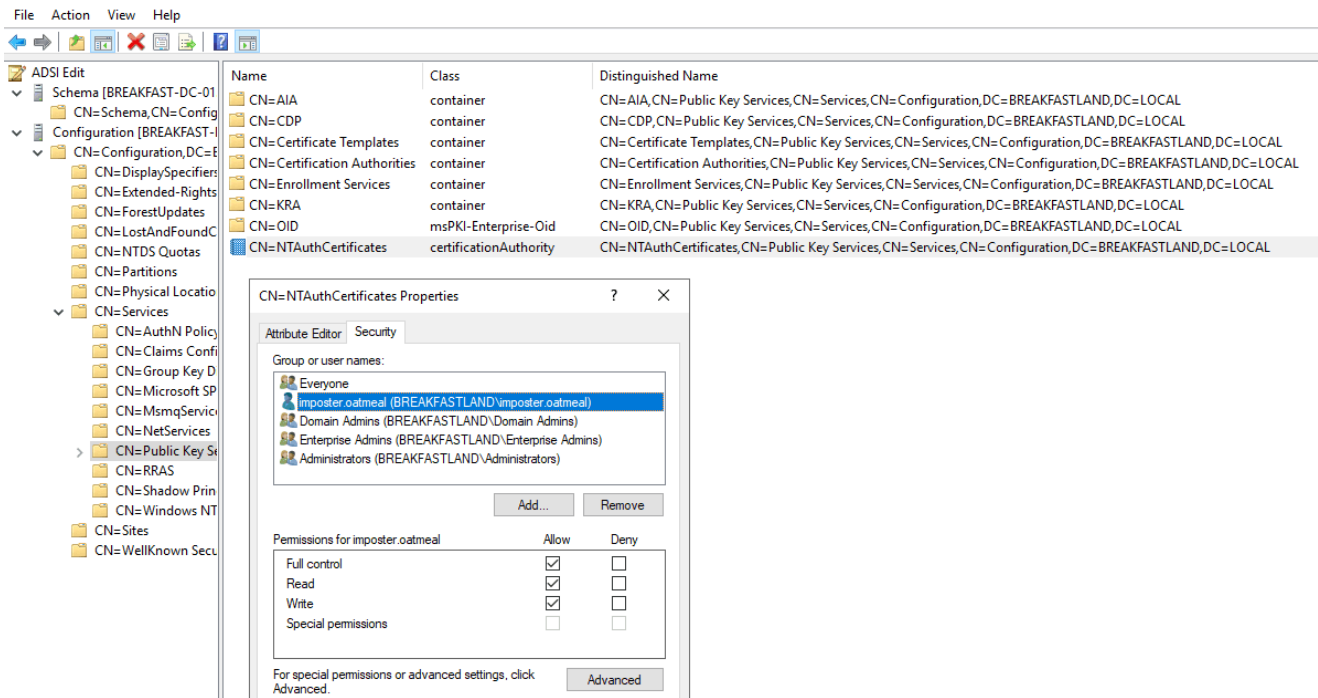 File Action View Help
ADSI Edit
Schema [BREAKFAST-DC-01
CN=Schema,CN=Config
Configuration [BREAKFAST-
CN=Configuration,DC=
CN=DisplaySpecifiers
CN=Extended-Rights
CN=ForestUpdates
CN=LostAndFoundC
CN=NTDS Quotas
CN=Partitions
CN=Physical Locatio
CN=Services
CN=AuthN Policy
CN=Claims Confi
CN=Group Key D
CN=Microsoft SP
CN=MsmqService
CN=NetServices
CN=Public Key Se
CN=RRAS
CN=Shadow Prin
CN=Windows NT
CN=Sites
CN=WellKnown Secu
Name Class Distinguished Name
CN=AIA container CN=AIA,CN=Public Key Services,CN=Services,CN=Configuration,DC=BREAKFASTLAND,DC=LOCAL
CN=CDP container CN=CDP,CN=Public Key Services,CN=Services,CN=Configuration,DC=BREAKFASTLAND,DC=LOCAL
CN=Certificate Templates container CN=Certificate Templates,CN=Public Key Services,CN=Services,CN=Configuration,DC=BREAKFASTLAND,DC=LOCAL
CN=Certification Authorities container CN=Certification Authorities,CN=Public Key Services,CN=Services,CN=Configuration,DC=BREAKFASTLAND,DC=LOCAL
CN=Enrollment Services container CN=Enrollment Services,CN=Public Key Services,CN=Services,CN=Configuration,DC=BREAKFASTLAND,DC=LOCAL
CN=KRA container CN=KRA,CN=Public Key Services,CN=Services,CN=Configuration,DC=BREAKFASTLAND,DC=LOCAL
CN=OID msPKI-Enterprise-Oid CN=OID,CN=Public Key Services,CN=Services,CN=Configuration,DC=BREAKFASTLAND,DC=LOCAL
CN=NTAuthCertificates certificationAuthority CN=NTAuthCertificates,CN=Public Key Services,CN=Services,CN=Configuration,DC=BREAKFASTLAND,DC=LOCAL
CN=NTAuthCertificates Properties ?
Attribute Editor Security
Group or user names:
Everyone
imposter.oatmeal (BREAKFASTLAND\imposter.oatmeal)
Domain Admins (BREAKFASTLAND\Domain Admins)
Enterprise Admins (BREAKFASTLAND\Enterprise Admins)
Administrators (BREAKFASTLAND\Administrators)
Add... Remove
Permissions for imposter.oatmeal Allow Deny
Full control
Read
Write
Special permissions
For special permissions or advanced settings, click
Advanced.
Advanced